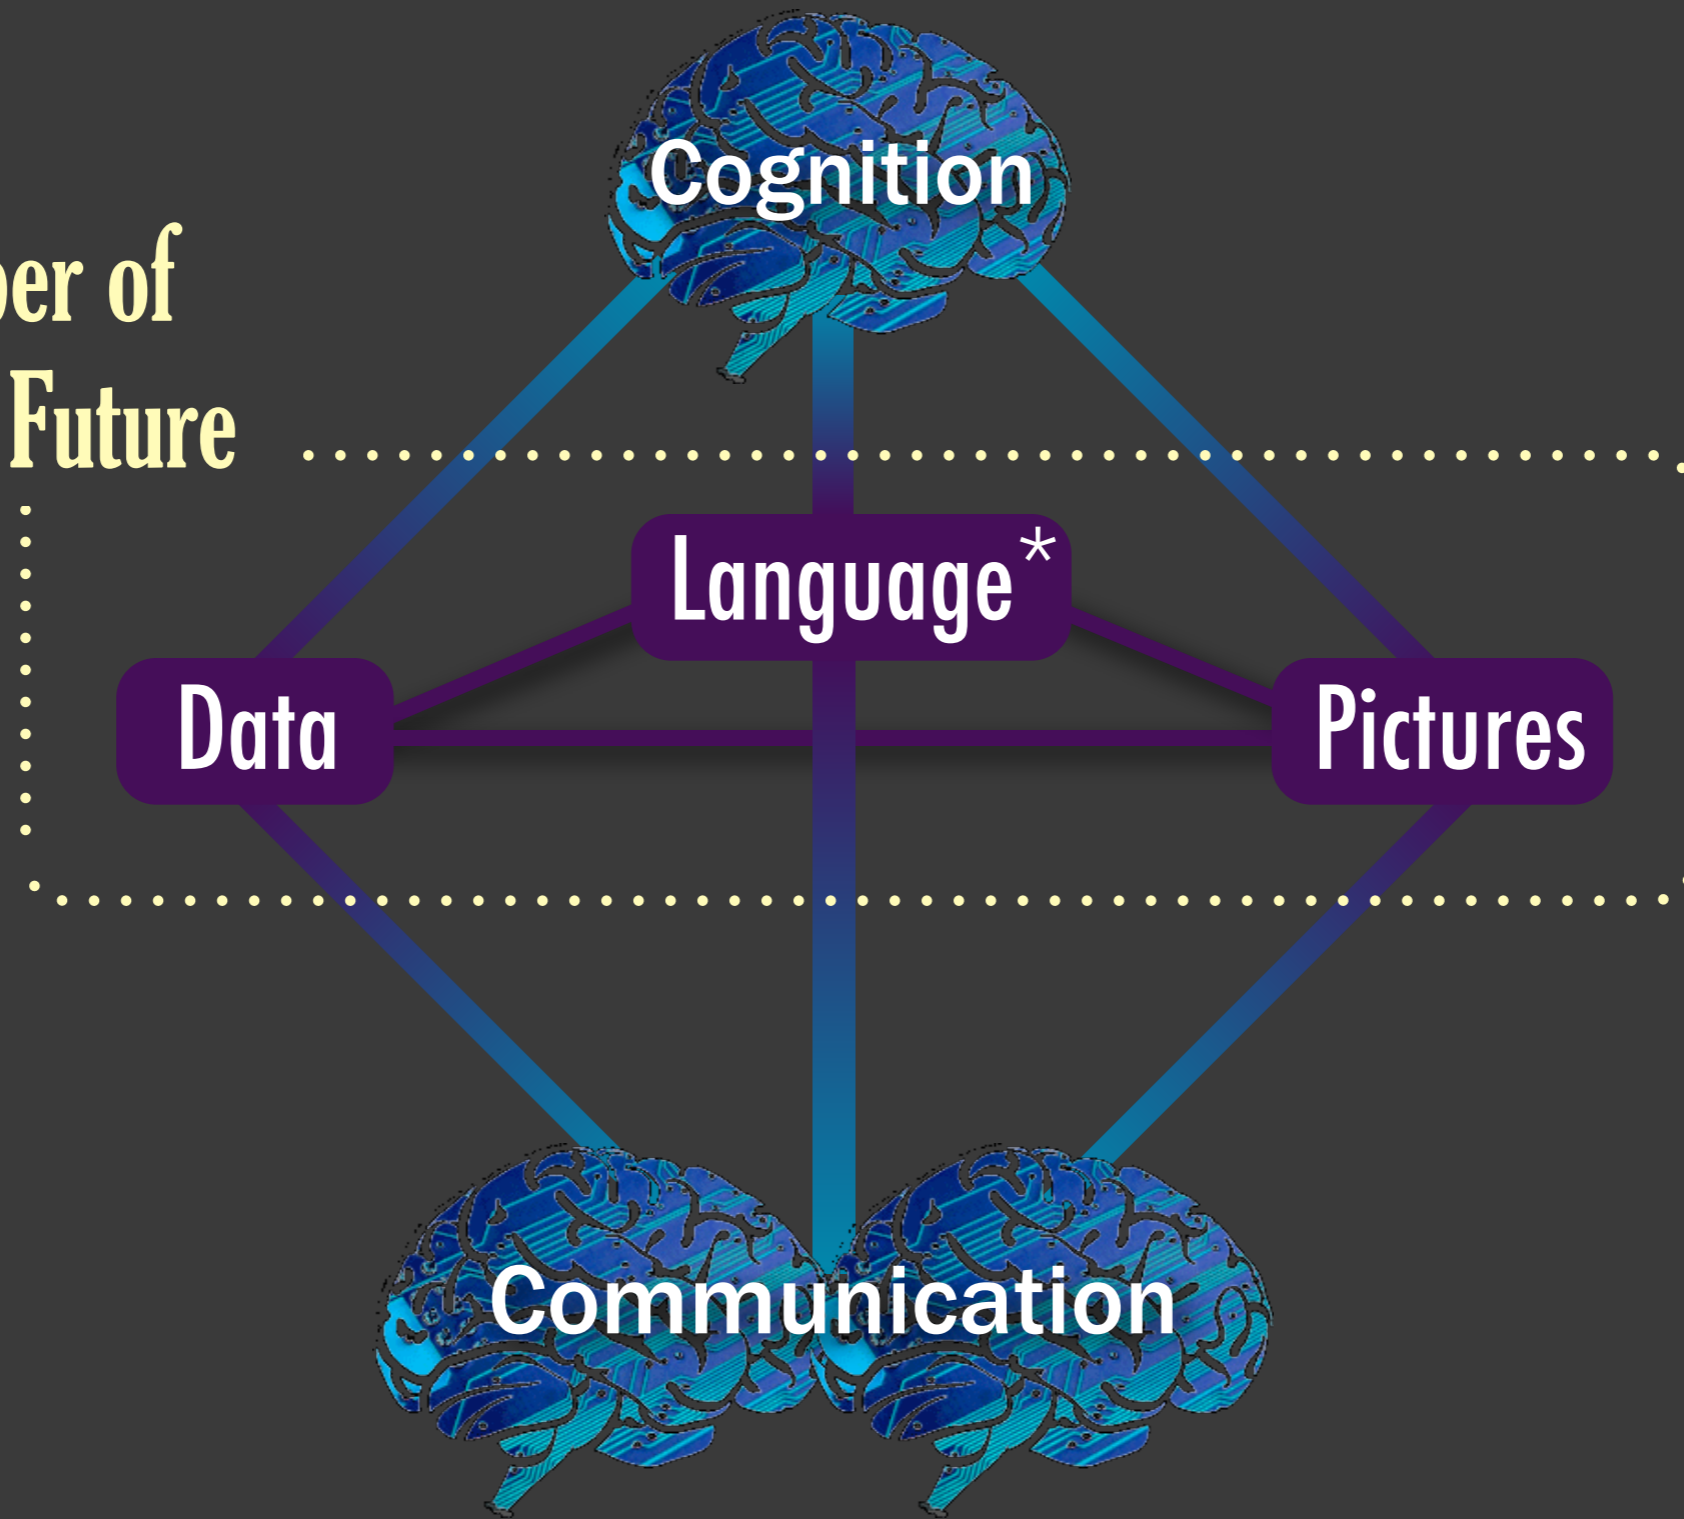 Cognition
per of
Future
Language*
Data
Pictures
Communication